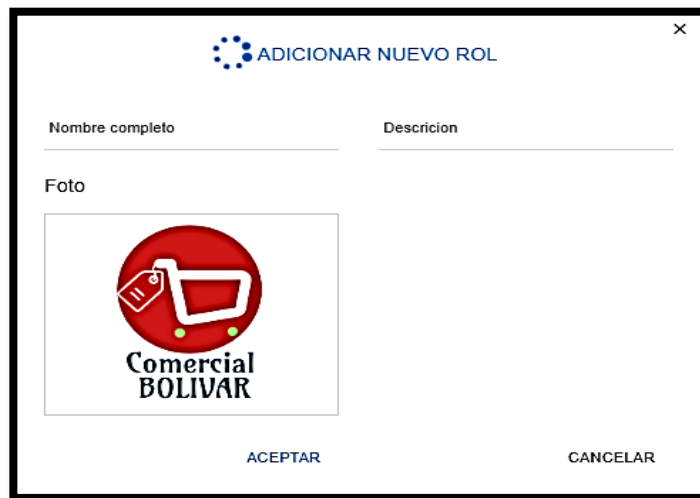 ×
ADICIONAR NUEVO ROL
Nombre completo
Descricion
Foto
Comercial
BOLIVAR
ACEPTAR
CANCELAR